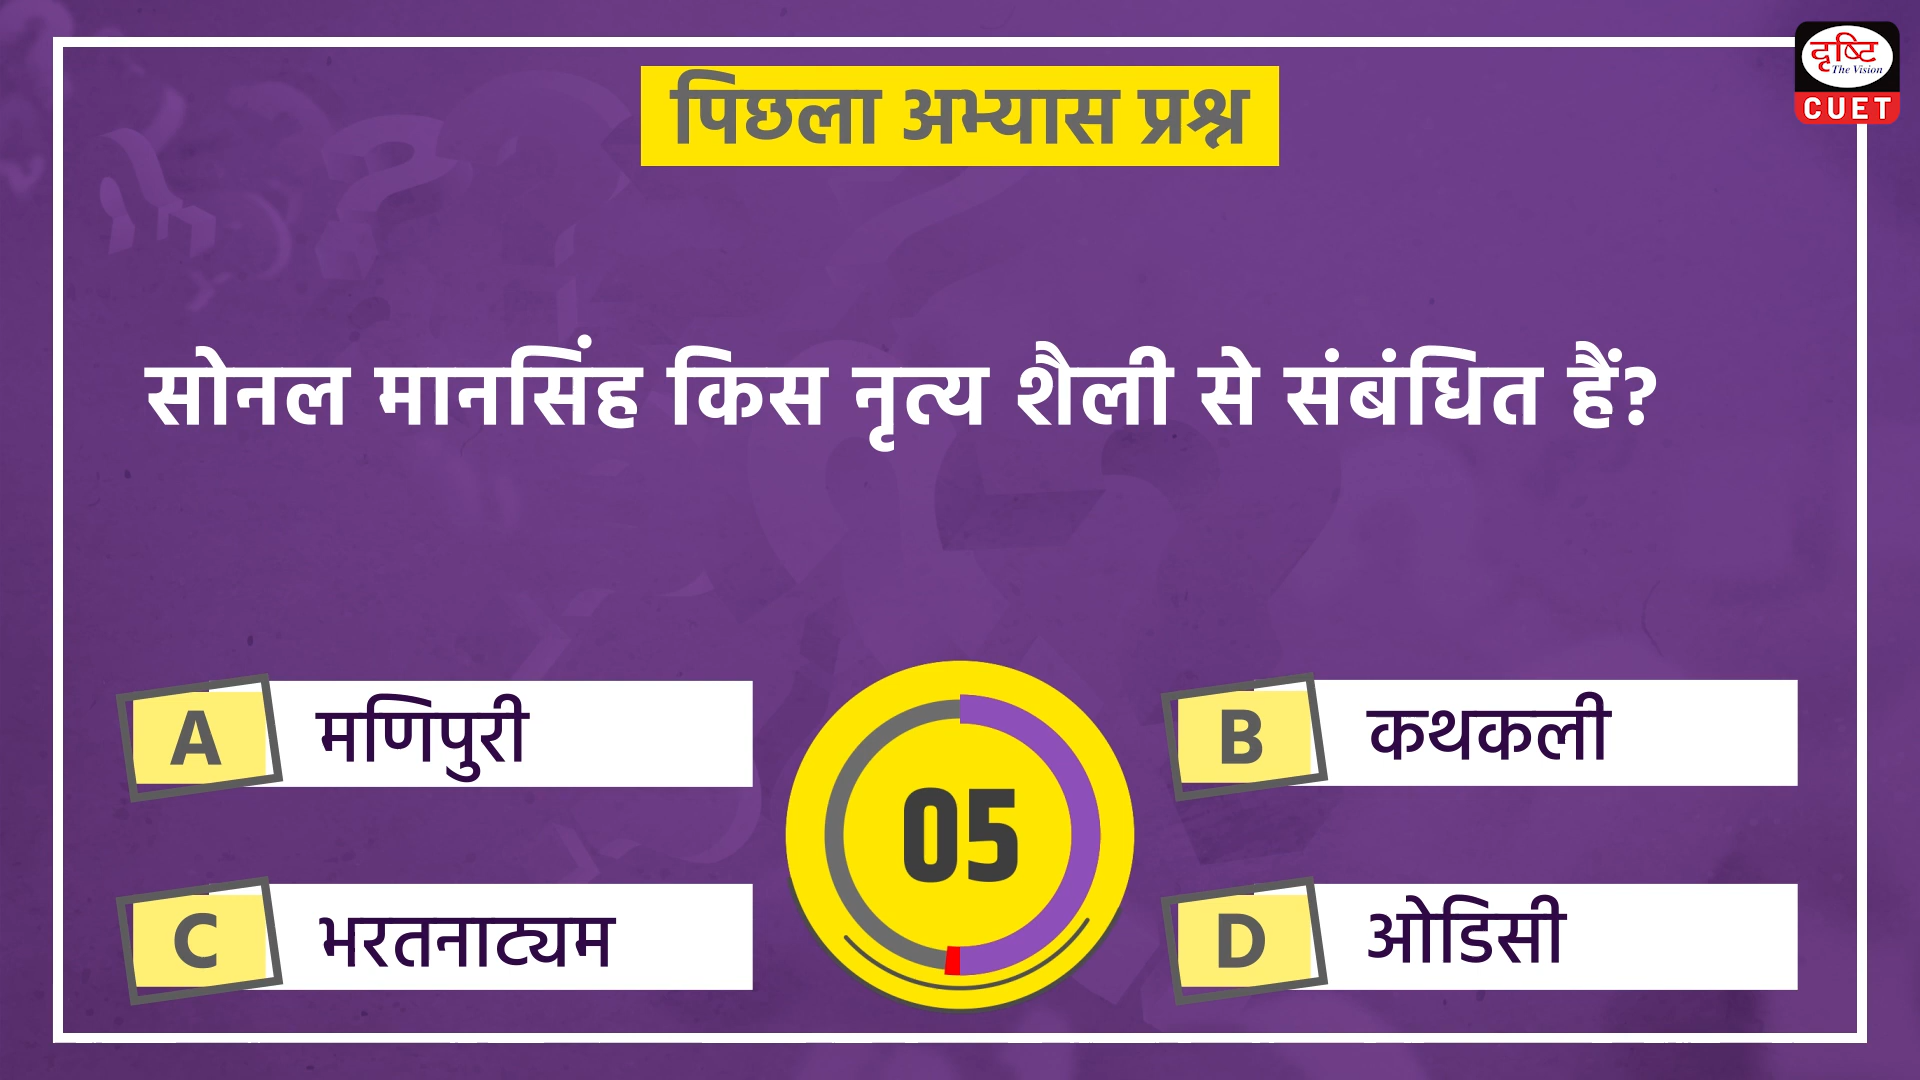 दृष्टि
The Vision
CUET
पिछला अभ्यास प्रश्न
सोनल मानसिंह किस नृत्य शैली से संबंधित हैं?
A मणिपुरी
B कथकली
05
C भरतनाट्यम
D ओडिसी